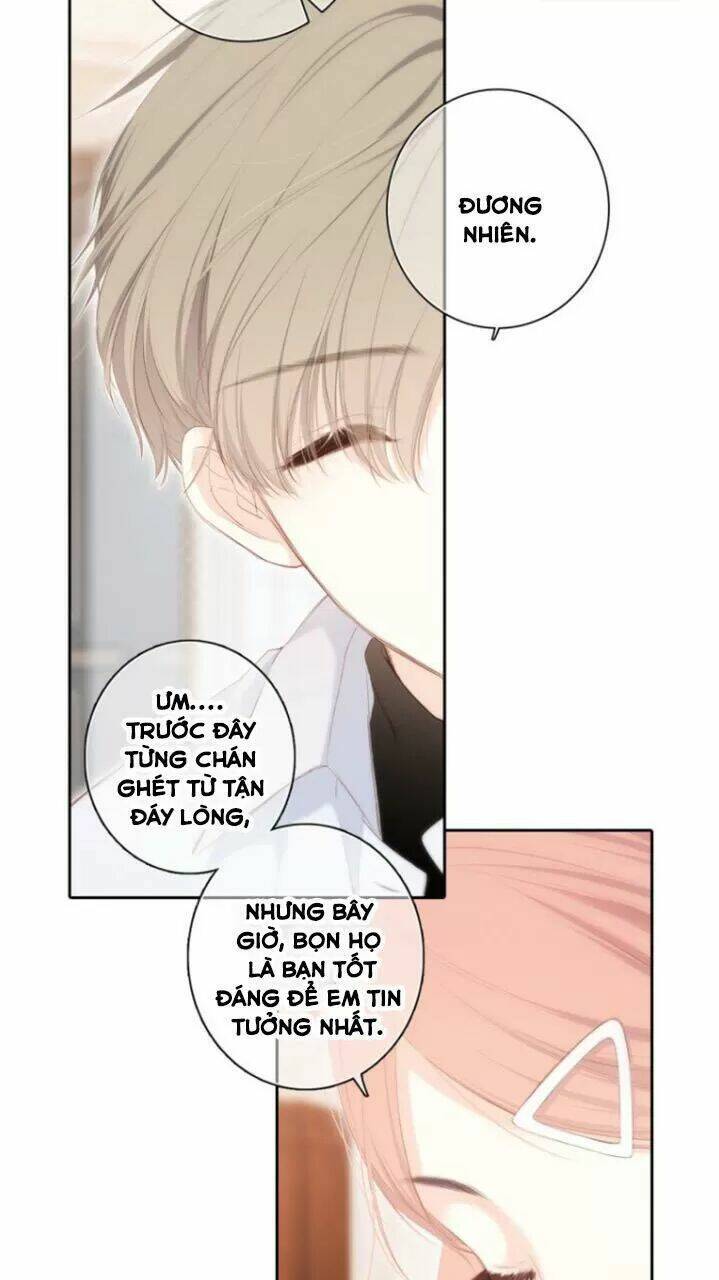 ĐƯƠNG
NHIÊN.
ƯM....
TRƯỚC ĐÂY
TỪNG CHÁN
GHÉT TỪ TẬN
ĐÁY LÒNG,
NHƯNG BÂY
GIỜ, BỌN HỌ
LÀ BẠN TỐT
ĐÁNG ĐỂ EM TIN
TƯỞNG NHẤT.